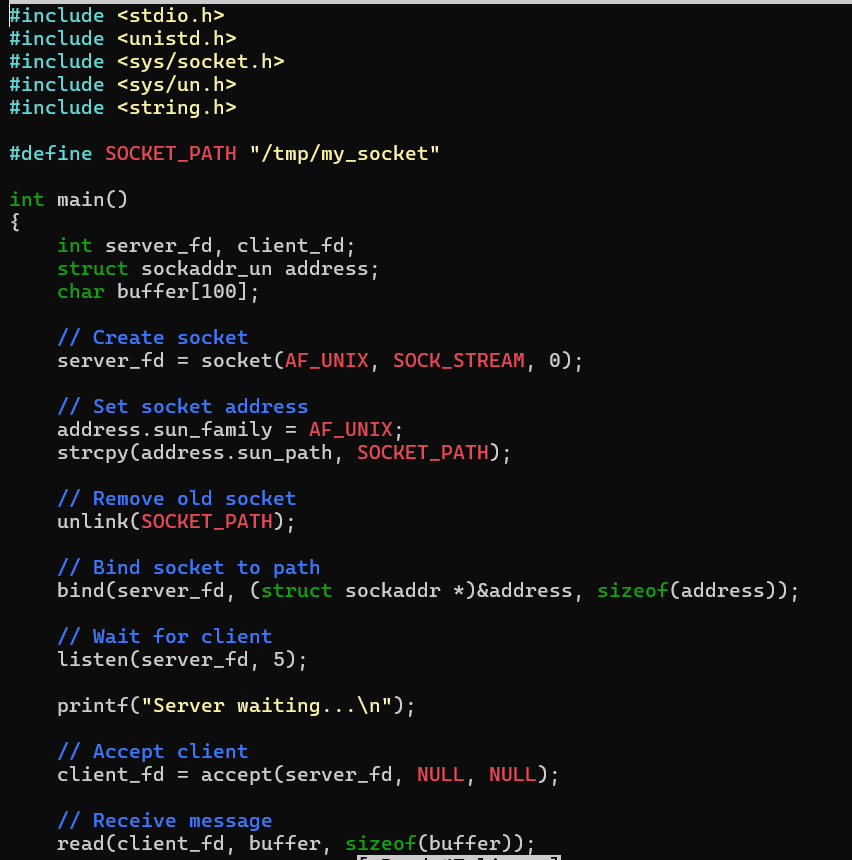 #include <stdio.h>
#include <unistd.h>
#include <sys/socket.h>
#include <sys/un.h>
#include <string.h>
#define SOCKET_PATH "/tmp/my_socket"
int main()
{
    int server_fd, client_fd;
    struct sockaddr_un address;
    char buffer[100];
    // Create socket
    server_fd = socket(AF_UNIX, SOCK_STREAM, 0);
    // Set socket address
    address.sun_family = AF_UNIX;
    strcpy(address.sun_path, SOCKET_PATH);
    // Remove old socket
    unlink(SOCKET_PATH);
    // Bind socket to path
    bind(server_fd, (struct sockaddr *)&address, sizeof(address));
    // Wait for client
    listen(server_fd, 5);
    printf("Server waiting...\n");
    // Accept client
    client_fd = accept(server_fd, NULL, NULL);
    // Receive message
    read(client_fd, buffer, sizeof(buffer));